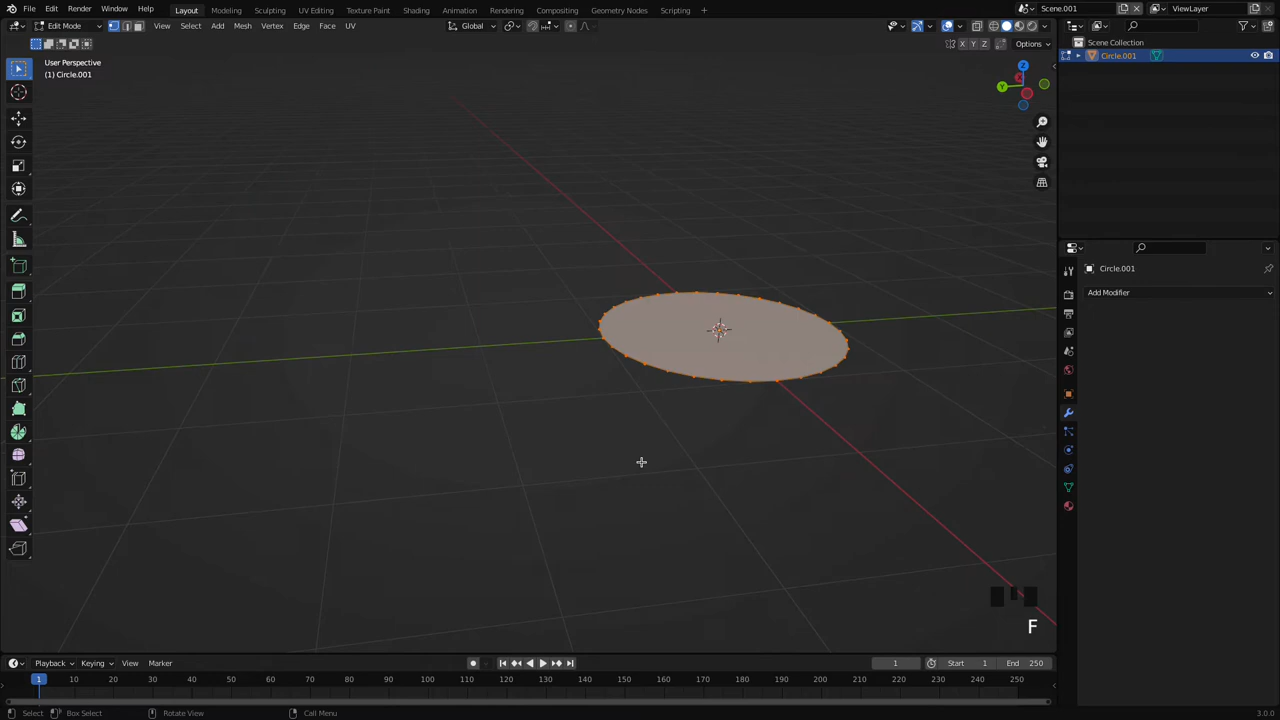 File Edit Render Window Help
Layout Modeling Sculpting UV Editing Texture Paint Shading Animation Rendering Compositing Geometry Nodes Scripting +
Scene.001 ViewLayer
Edit Mode View Select Add Mesh Vertex Edge Face UV
Global
X Y Z Options
Scene Collection
Circle.001
User Perspective
(1) Circle.001
Z
Y
X
Circle.001
Add Modifier
F
Playback Keying View Marker
1 Start 1 End 250
1 10 20 30 40 50 60 70 80 90 100 110 120 130 140 150 160 170 180 190 200 210 220 230 240 250
Select Box Select Rotate View Call Menu
3.0.0